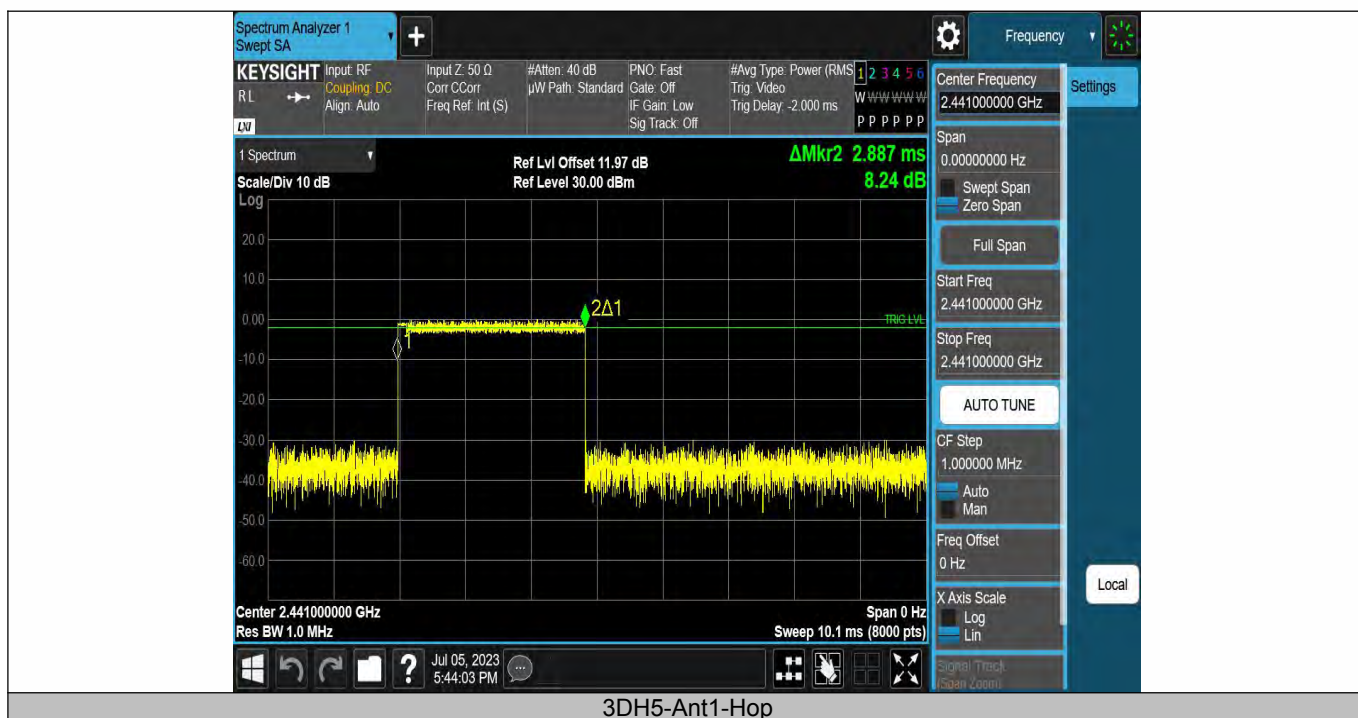 Spectrum Analyzer 1
Swept SA
Frequency
KEYSIGHT
RL
LXI
Input: RF
Coupling: DC
Align: Auto
Input Z: 50 Ω
Corr CCorr
Freq Ref: Int (S)
#Atten: 40 dB
µW Path: Standard
PNO: Fast
Gate: Off
IF Gain: Low
Sig Track: Off
#Avg Type: Power (RMS
Trig: Video
Trig Delay: -2.000 ms
1 2 3 4 5 6
W W W W W W
P P P P P P
1 Spectrum
Scale/Div 10 dB
Log
Ref Lvl Offset 11.97 dB
Ref Level 30.00 dBm
ΔMkr2 2.887 ms
8.24 dB
20.0
10.0
0.00
-10.0
-20.0
-30.0
-40.0
-50.0
-60.0
1
2Δ1
TRIG LVL
Center 2.441000000 GHz
Res BW 1.0 MHz
Span 0 Hz
Sweep 10.1 ms (8000 pts)
Jul 05, 2023
5:44:03 PM
Center Frequency
2.441000000 GHz
Settings
Span
0.00000000 Hz
Swept Span
Zero Span
Full Span
Start Freq
2.441000000 GHz
Stop Freq
2.441000000 GHz
AUTO TUNE
CF Step
1.000000 MHz
Auto
Man
Freq Offset
0 Hz
X Axis Scale
Log
Lin
Local
Signal Track
(Span Zoom)
3DH5-Ant1-Hop